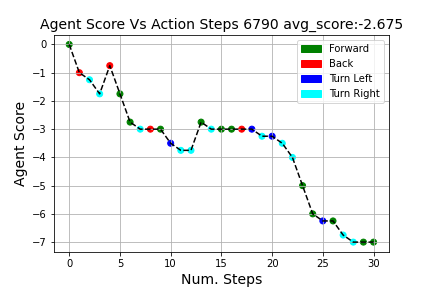 Agent Score Vs Action Steps 6790 avg_score:-2.675
Forward
Back
Turn Left
Turn Right
Agent Score
0
−1
−2
−3
−4
−5
−6
−7
0 5 10 15 20 25 30
Num. Steps